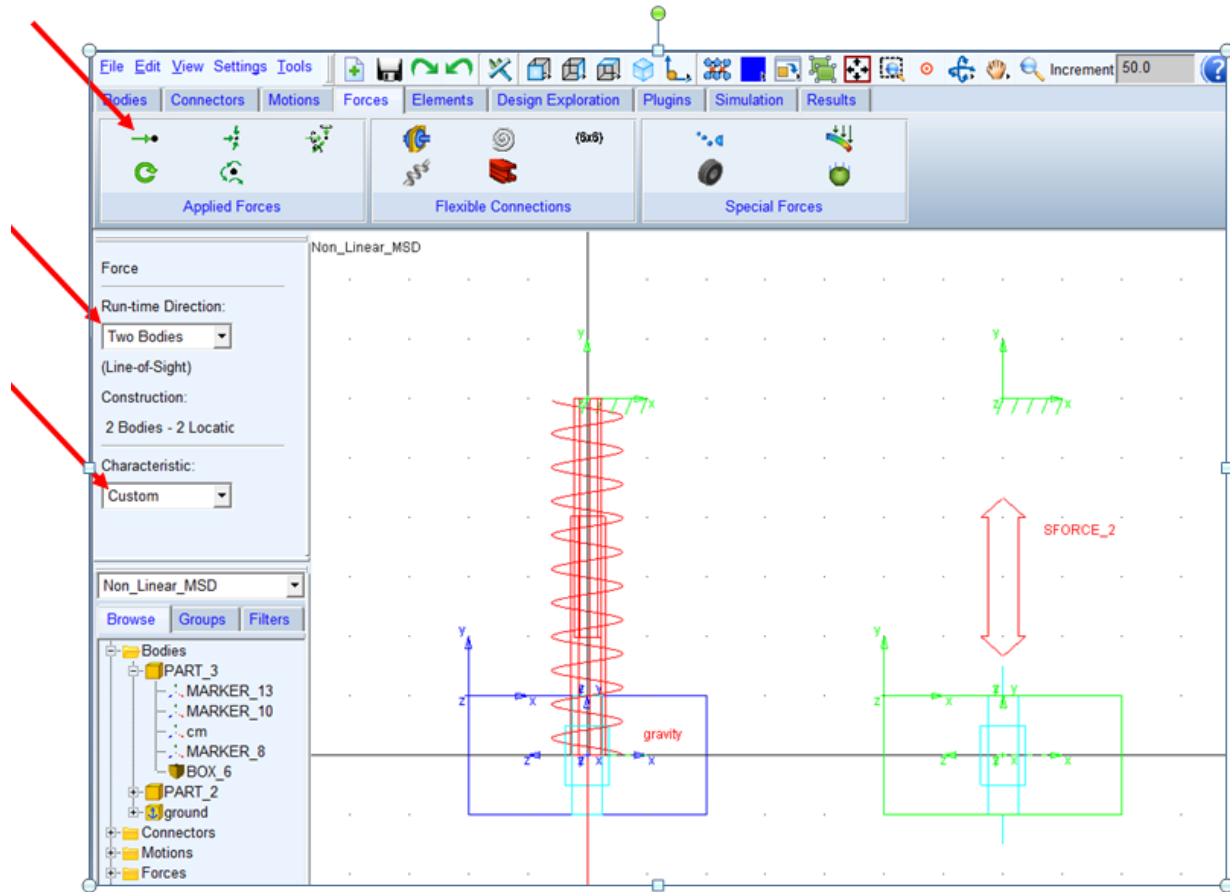 File Edit View Settings Tools Increment 50.0 ?
Bodies Connectors Motions Forces Elements Design Exploration Plugins Simulation Results
{6x6}
Applied Forces Flexible Connections Special Forces
Non_Linear_MSD
Force
Run-time Direction:
Two Bodies
(Line-of-Sight)
Construction:
2 Bodies - 2 Locatic
Characteristic:
Custom
Non_Linear_MSD
Browse Groups Filters
Bodies
PART_3
MARKER_13
MARKER_10
cm
MARKER_8
BOX_6
PART_2
ground
Connectors
Motions
Forces
y
z x
y
z x
SFORCE_2
y
z x
z y
gravity
z z x x
y
z x
z y
z z x x